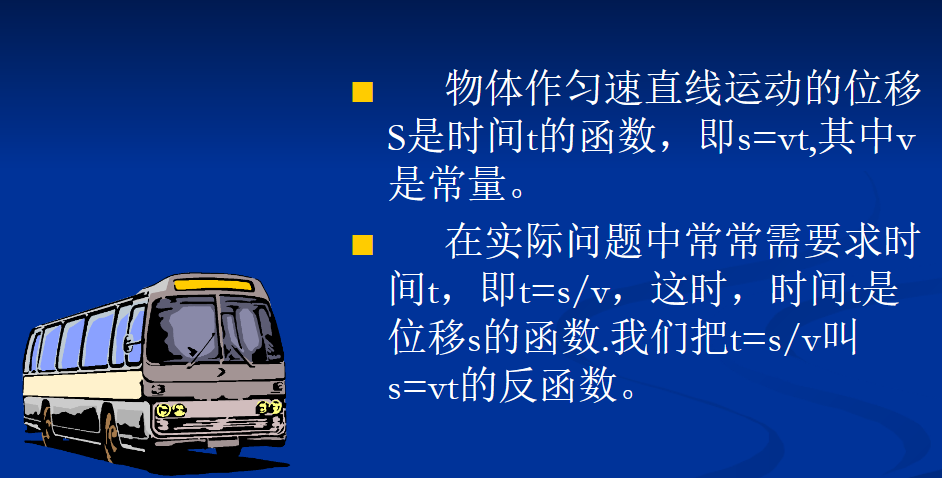 物体作匀速直线运动的位移
S是时间t的函数，即s=vt,其中v
是常量。
在实际问题中常常需要求时
间t，即t=s/v，这时，时间t是
位移s的函数.我们把t=s/v叫
s=vt的反函数。